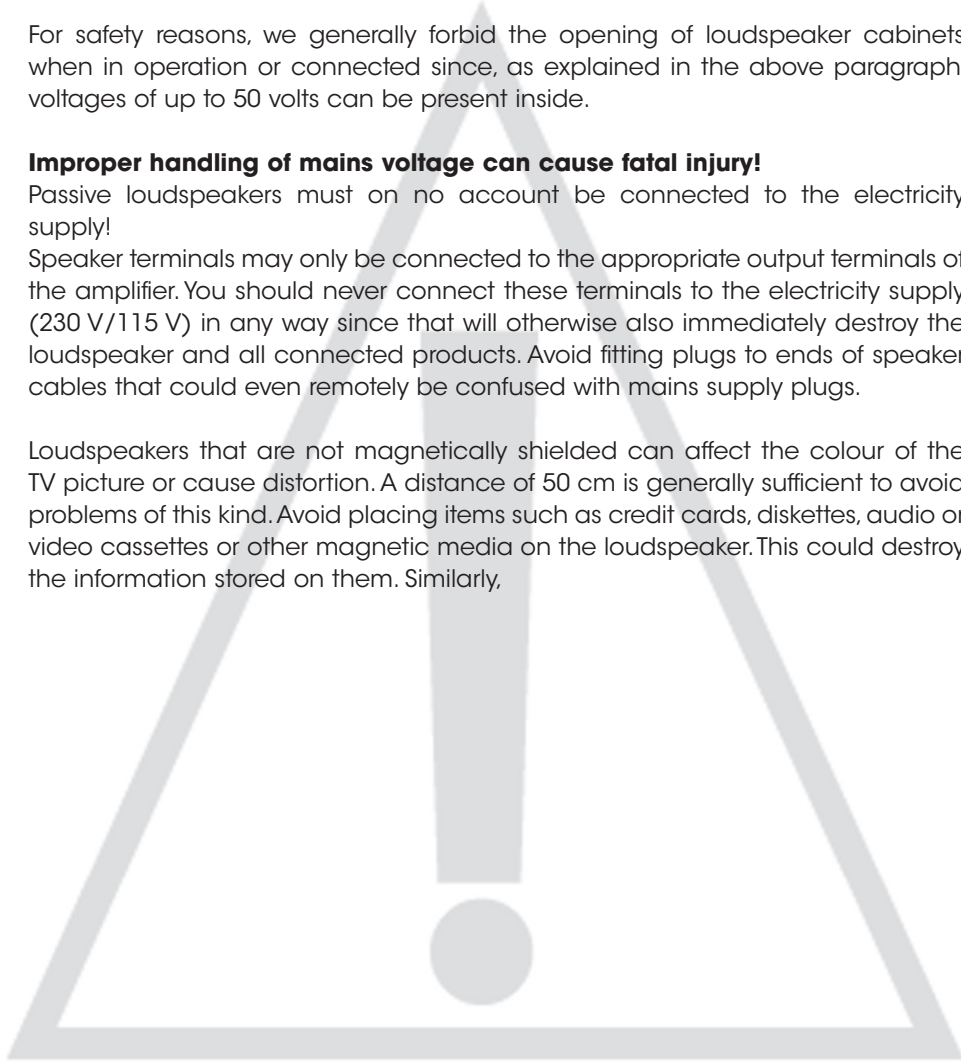 For safety reasons, we generally forbid the opening of loudspeaker cabinets
when in operation or connected since, as explained in the above paragraph
voltages of up to 50 volts can be present inside.
Improper handling of mains voltage can cause fatal injury!
Passive loudspeakers must on no account be connected to the electricity
supply!
Speaker terminals may only be connected to the appropriate output terminals of
the amplifier. You should never connect these terminals to the electricity supply
(230 V/115 V) in any way since that will otherwise also immediately destroy the
loudspeaker and all connected products. Avoid fitting plugs to ends of speaker
cables that could even remotely be confused with mains supply plugs.
Loudspeakers that are not magnetically shielded can affect the colour of the
TV picture or cause distortion. A distance of 50 cm is generally sufficient to avoid
problems of this kind. Avoid placing items such as credit cards, diskettes, audio or
video cassettes or other magnetic media on the loudspeaker. This could destroy
the information stored on them. Similarly,